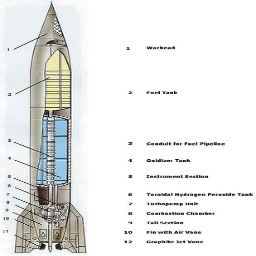 1 Warhead
2 Fuel Tank
3 Conduit for Fuel Pipeline
4 Oxidizer Tank
5 Instrument Section
6 Toroidal Hydrogen Peroxide Tank
7 Turbopump Unit
8 Combustion Chamber
9 Tail Section
10 Fin with Air Vane
12 Graphite Jet Vane
1
2
3
4
5
6
7
8
9
10
11